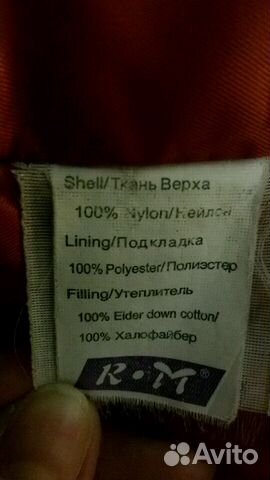 Shell/Ткань Верха
100% Nylon/Нейлон
Lining/Подкладка
100% Polyester/Полиэстер
Filling/Утеплитель
100% Eider down cotton/
100% Халофайбер
R·M®
Avito